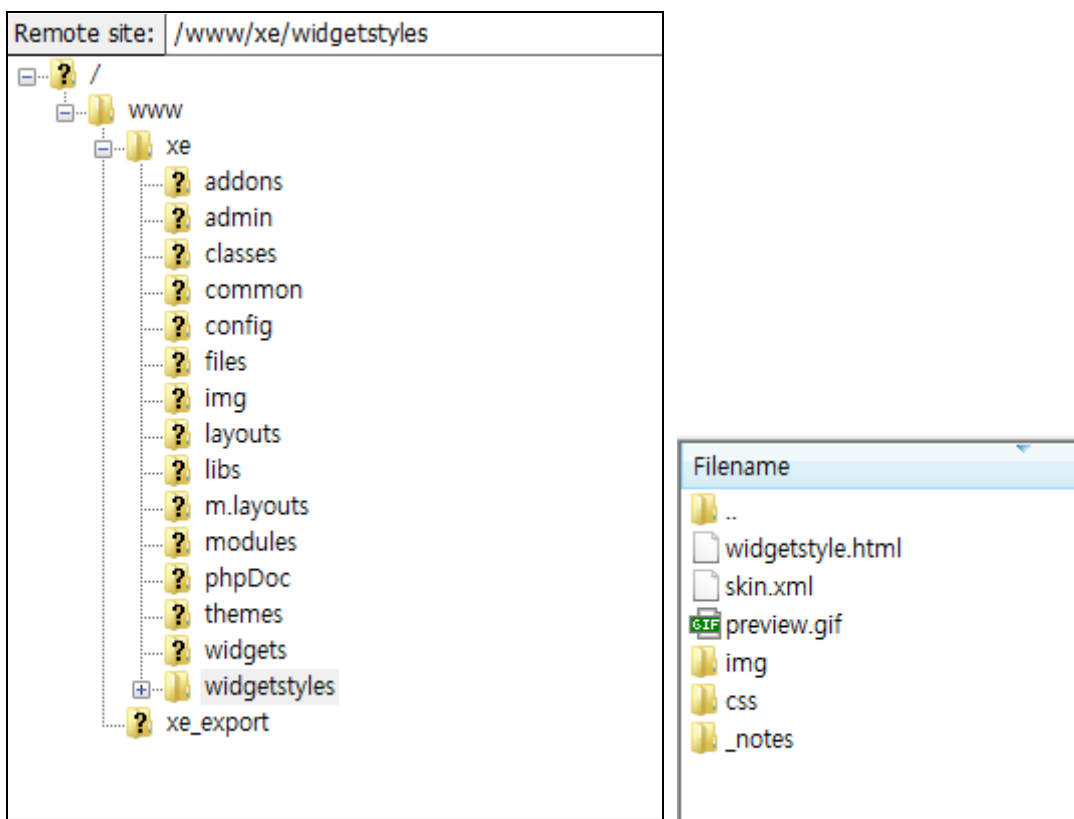 Remote site: /www/xe/widgetstyles
/
www
xe
addons
admin
classes
common
config
files
img
layouts
libs
m.layouts
modules
phpDoc
themes
widgets
widgetstyles
xe_export
Filename
..
widgetstyle.html
skin.xml
GIF preview.gif
img
css
_notes